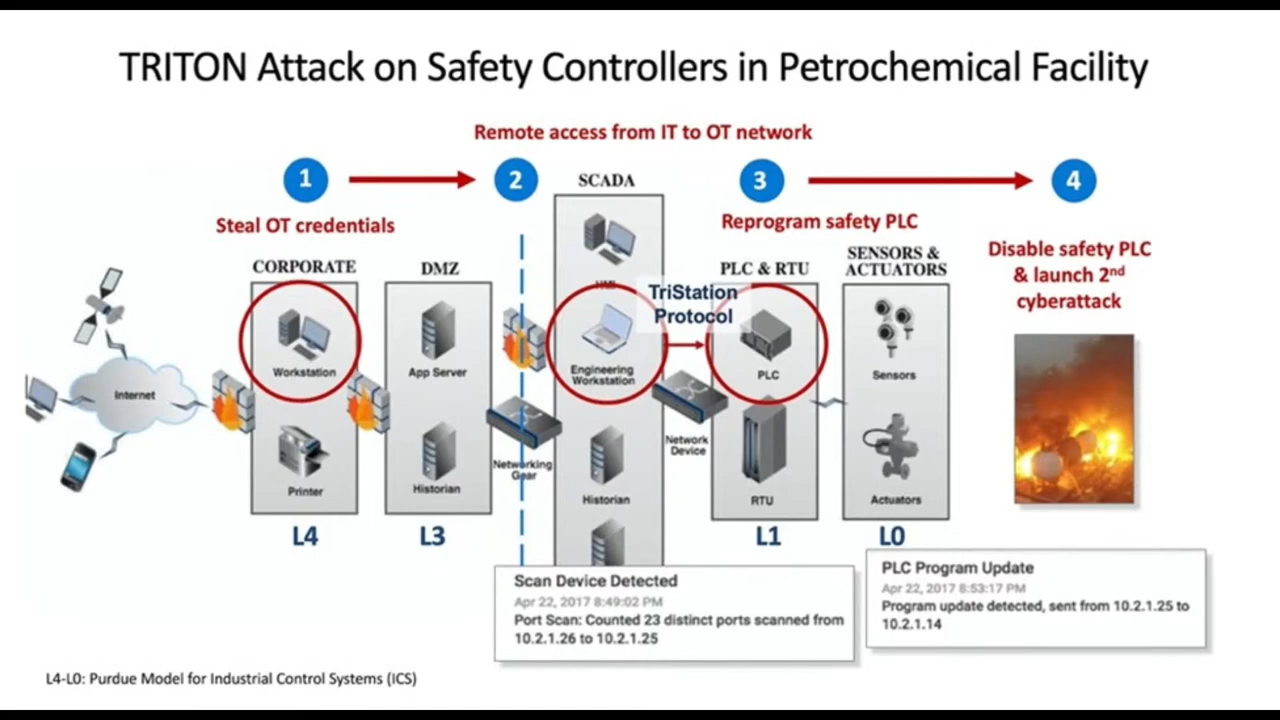 TRITON Attack on Safety Controllers in Petrochemical Facility
Remote access from IT to OT network
1
2
3
4
Steal OT credentials
SCADA
Reprogram safety PLC
Disable safety PLC
& launch 2nd
cyberattack
CORPORATE
DMZ
PLC & RTU
SENSORS &
ACTUATORS
HMI
TriStation
Protocol
Internet
Workstation
App Server
Engineering
Workstation
PLC
Sensors
Networking
Gear
Network
Device
Printer
Historian
Historian
RTU
Actuators
L4
L3
L1
L0
Scan Device Detected
Apr 22, 2017 8:49:02 PM
Port Scan: Counted 23 distinct ports scanned from
10.2.1.26 to 10.2.1.25
PLC Program Update
Apr 22, 2017 8:53:17 PM
Program update detected, sent from 10.2.1.25 to
10.2.1.14
L4-L0: Purdue Model for Industrial Control Systems (ICS)